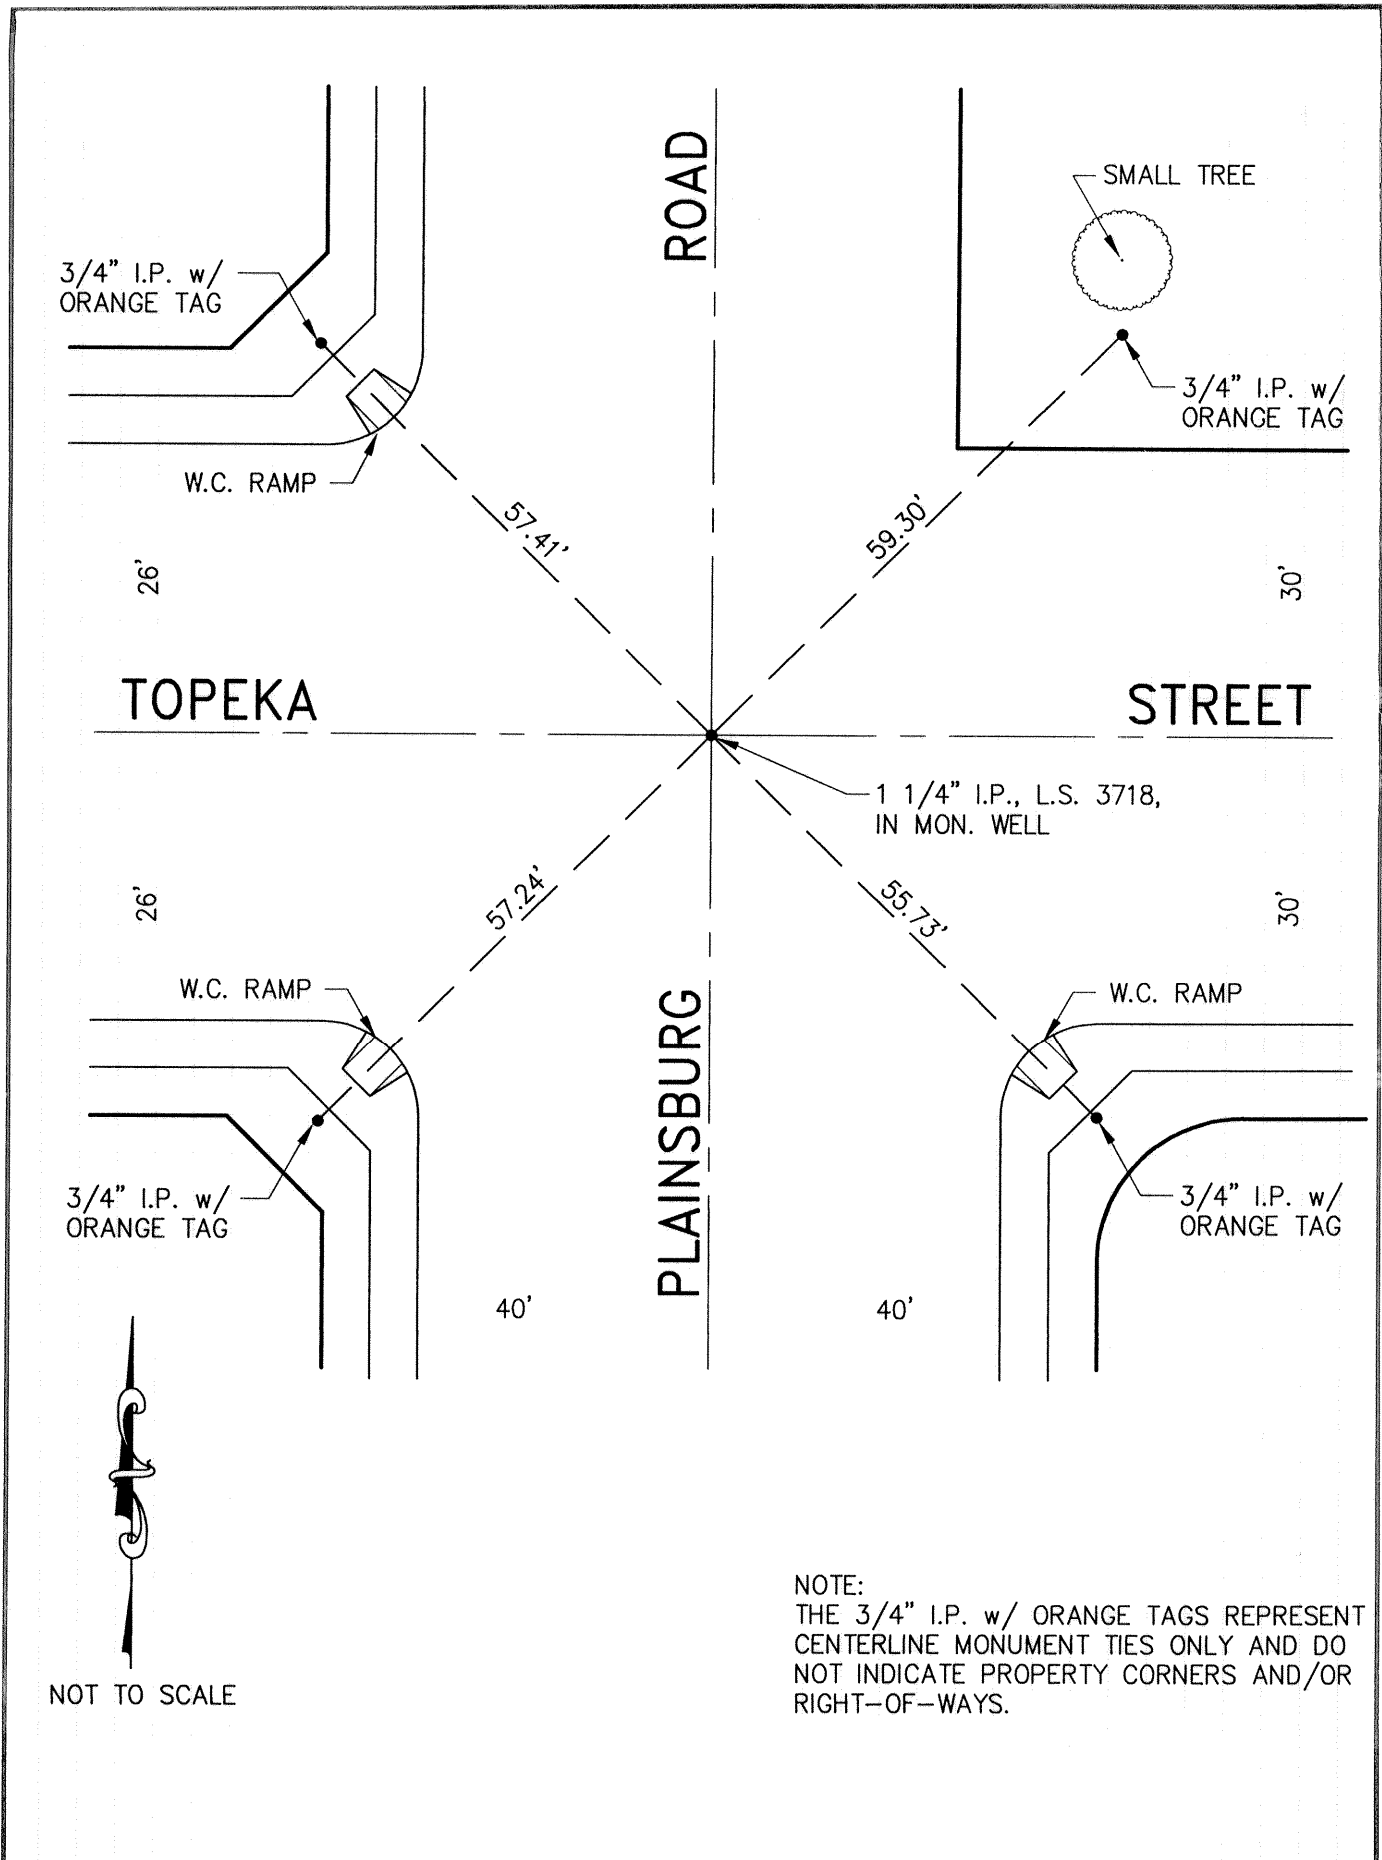 ROAD
SMALL TREE
3/4" I.P. w/
ORANGE TAG
3/4" I.P. w/
ORANGE TAG
W.C. RAMP
57.41'
59.30'
26'
30'
TOPEKA
STREET
1 1/4" I.P., L.S. 3718,
IN MON. WELL
26'
57.24'
55.73'
30'
W.C. RAMP
W.C. RAMP
PLAINSBURG
3/4" I.P. w/
ORANGE TAG
3/4" I.P. w/
ORANGE TAG
40'
40'
NOT TO SCALE
NOTE:
THE 3/4" I.P. w/ ORANGE TAGS REPRESENT
CENTERLINE MONUMENT TIES ONLY AND DO
NOT INDICATE PROPERTY CORNERS AND/OR
RIGHT-OF-WAYS.